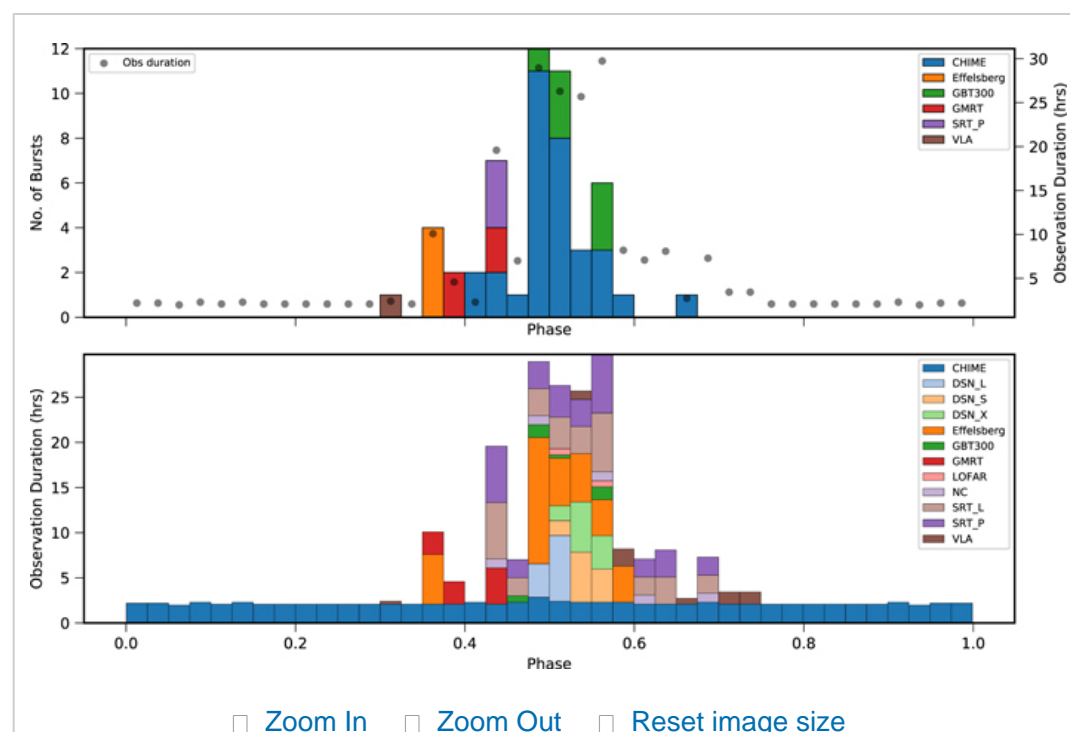 12
10
8
6
4
2
0
No. of Bursts
Obs duration
CHIME
Effelsberg
GBT300
GMRT
SRT_P
VLA
30
25
20
15
10
5
Observation Duration (hrs)
Phase
25
20
15
10
5
0
Observation Duration (hrs)
CHIME
DSN_L
DSN_S
DSN_X
Effelsberg
GBT300
GMRT
LOFAR
NC
SRT_L
SRT_P
VLA
0.0 0.2 0.4 0.6 0.8 1.0
Phase
Zoom In Zoom Out Reset image size